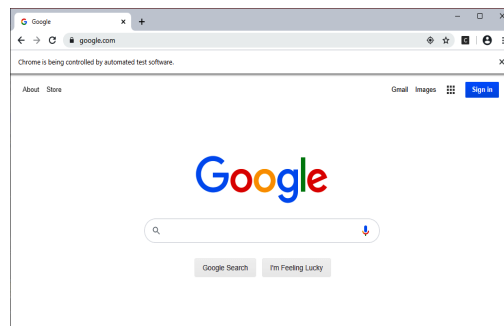 Google
google.com
Chrome is being controlled by automated test software.
About Store
Gmail Images
Sign in
Google
Google Search
I'm Feeling Lucky